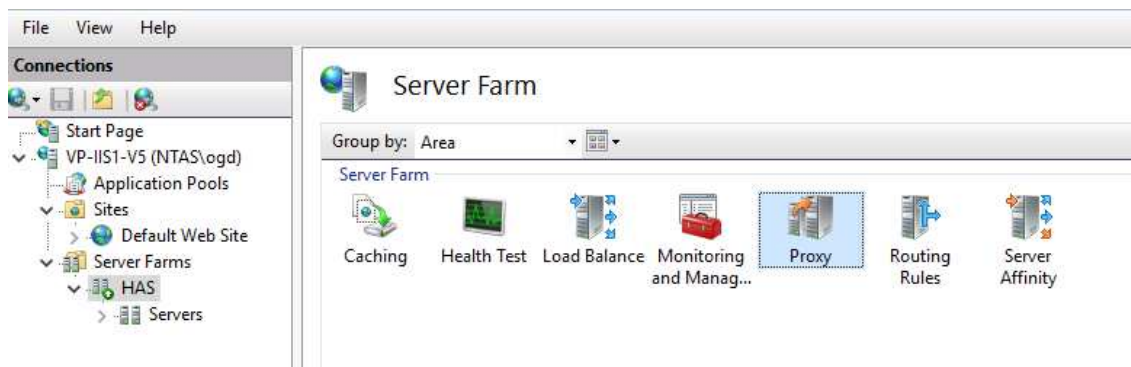 File View Help
Connections
Start Page
VP-IIS1-V5 (NTAS\ogd)
Application Pools
Sites
Default Web Site
Server Farms
HAS
Servers
Server Farm
Group by: Area
Server Farm
Caching Health Test Load Balance Monitoring and Manag... Proxy Routing Rules Server Affinity